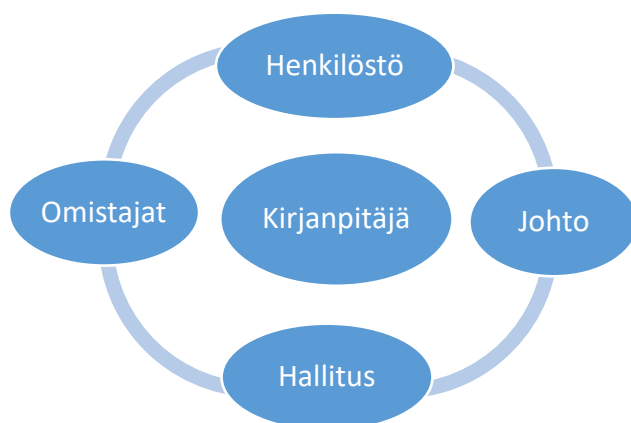 Henkilöstö
Omistajat
Kirjanpitäjä
Johto
Hallitus